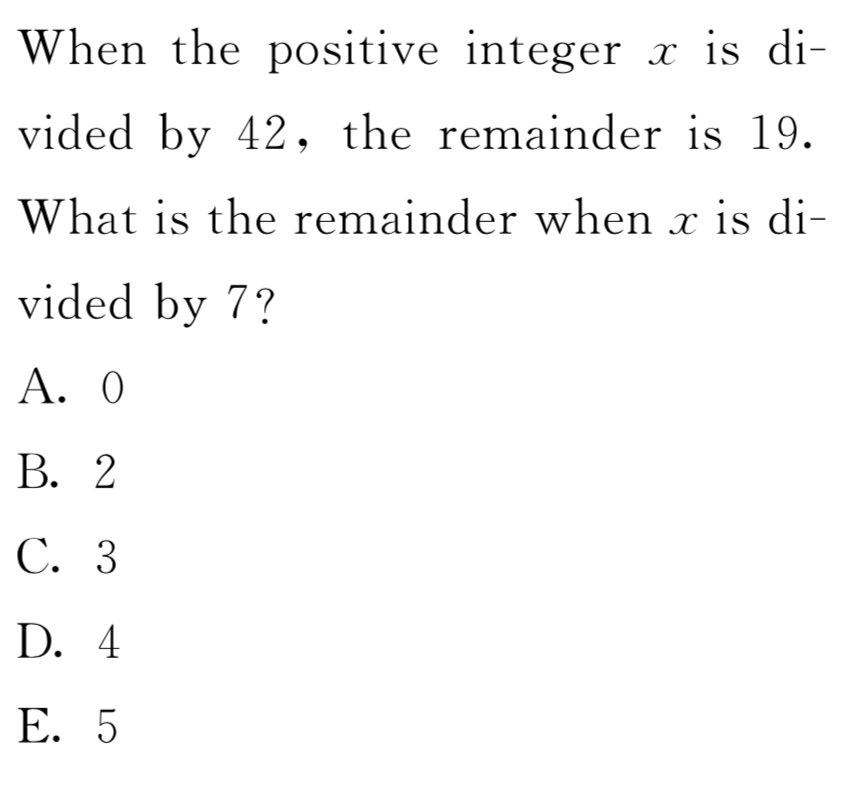 When the positive integer x is di-
vided by 42, the remainder is 19.
What is the remainder when x is di-
vided by 7?
A. 0
B. 2
C. 3
D. 4
E. 5